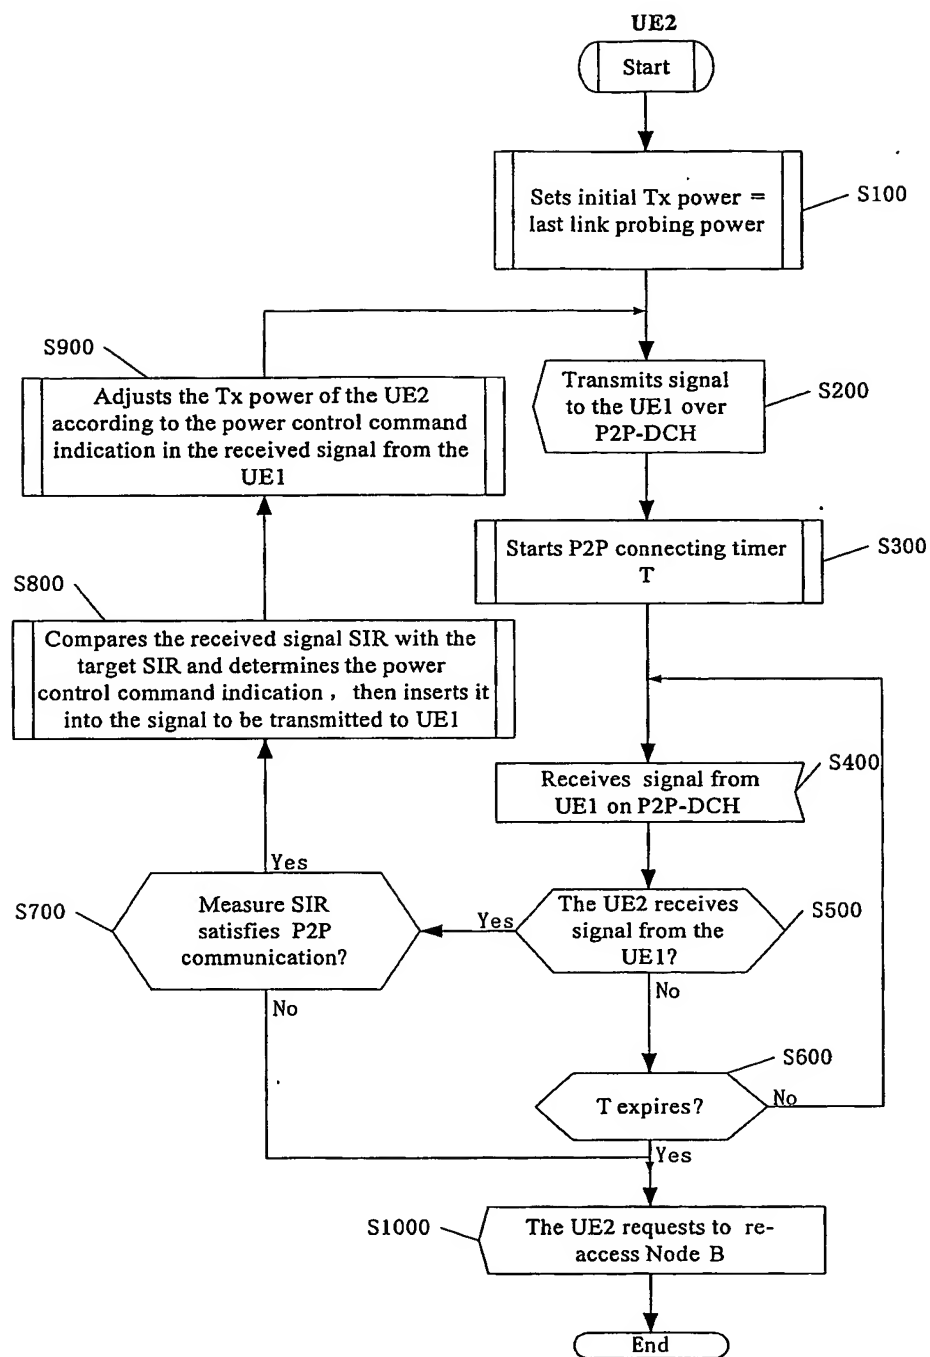 UE2
Start
Sets initial Tx power =
last link probing power
S100
S900
Adjusts the Tx power of the UE2
according to the power control command
indication in the received signal from the
UE1
Transmits signal
to the UE1 over
P2P-DCH
S200
Starts P2P connecting timer
T
S300
S800
Compares the received signal SIR with the
target SIR and determines the power
control command indication , then inserts it
into the signal to be transmitted to UE1
Receives signal from
UE1 on P2P-DCH
S400
Yes
S700
Measure SIR
satisfies P2P
communication?
Yes
The UE2 receives
signal from the
UE1?
S500
No
No
S600
T expires?
No
Yes
S1000
The UE2 requests to re-
access Node B
End